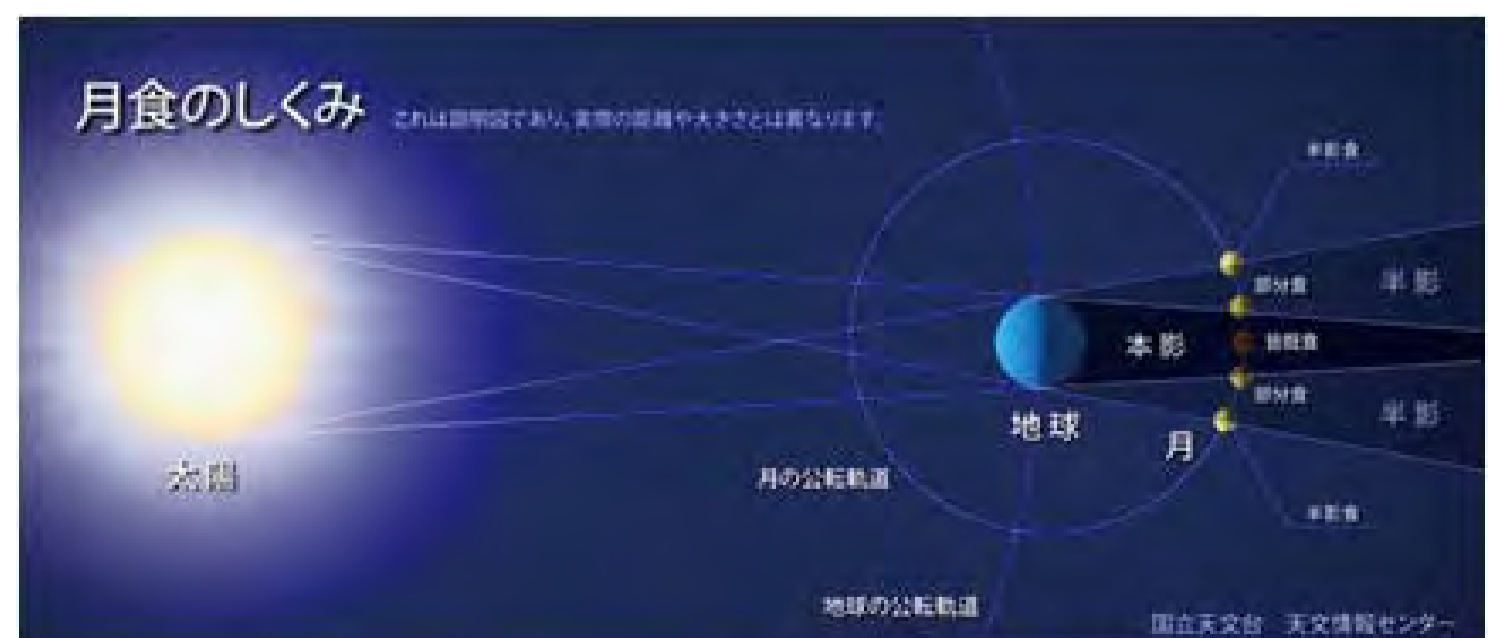 月食のしくみ
これは説明図であり、実際の距離や大きさとは異なります。
半影食
部分食
半影
本影
皆既食
部分食
半影
地球
月
太陽
月の公転軌道
半影食
地球の公転軌道
国立天文台 天文情報センター